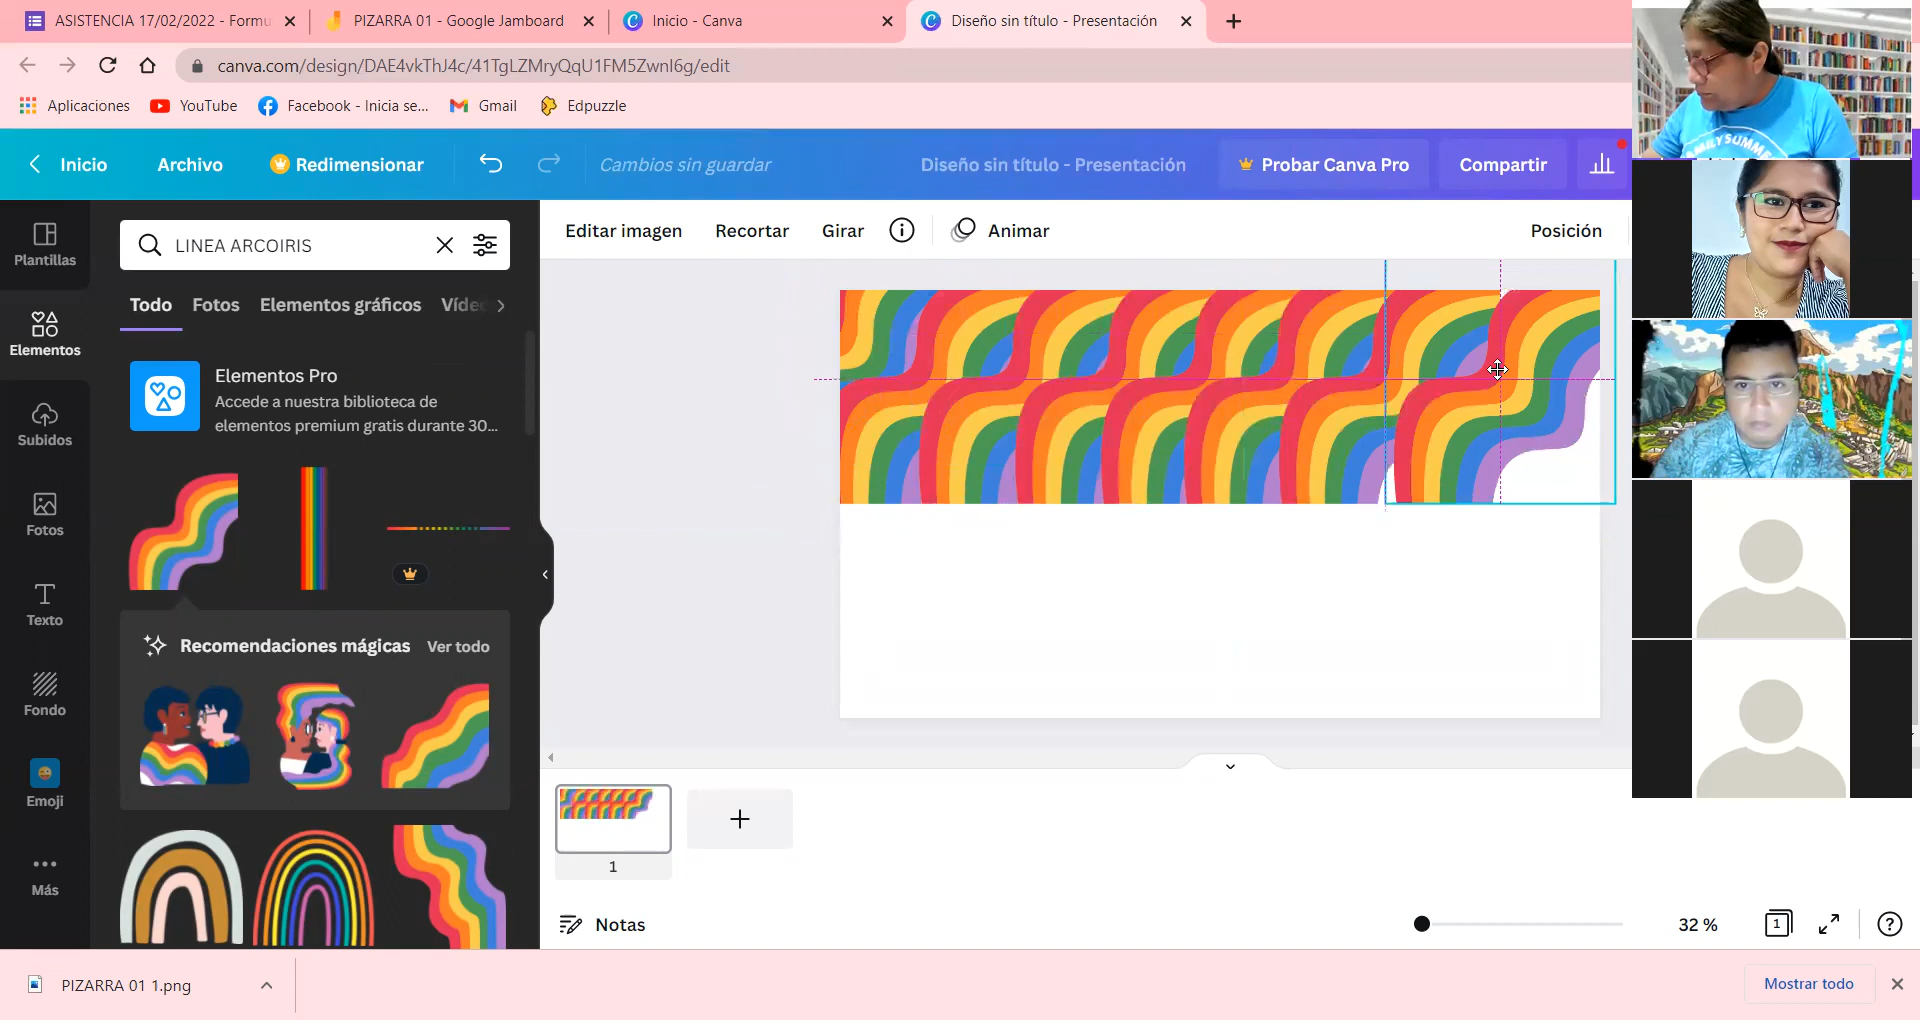 ASISTENCIA 17/02/2022 - Formu
PIZARRA 01 - Google Jamboard
Inicio - Canva
Diseño sin título - Presentación
canva.com/design/DAE4vkThJ4c/41TgLZMryQqU1FM5Zwnl6g/edit
Aplicaciones
YouTube
Facebook - Inicia se...
Gmail
Edpuzzle
Inicio
Archivo
Redimensionar
Cambios sin guardar
Diseño sin título - Presentación
Probar Canva Pro
Compartir
Plantillas
Elementos
Subidos
Fotos
Texto
Fondo
Emoji
Más
LINEA ARCOIRIS
Todo
Fotos
Elementos gráficos
Víde
Elementos Pro
Accede a nuestra biblioteca de
elementos premium gratis durante 30...
Recomendaciones mágicas
Ver todo
Editar imagen
Recortar
Girar
Animar
Posición
1
Notas
32 %
1
PIZARRA 01 1.png
Mostrar todo